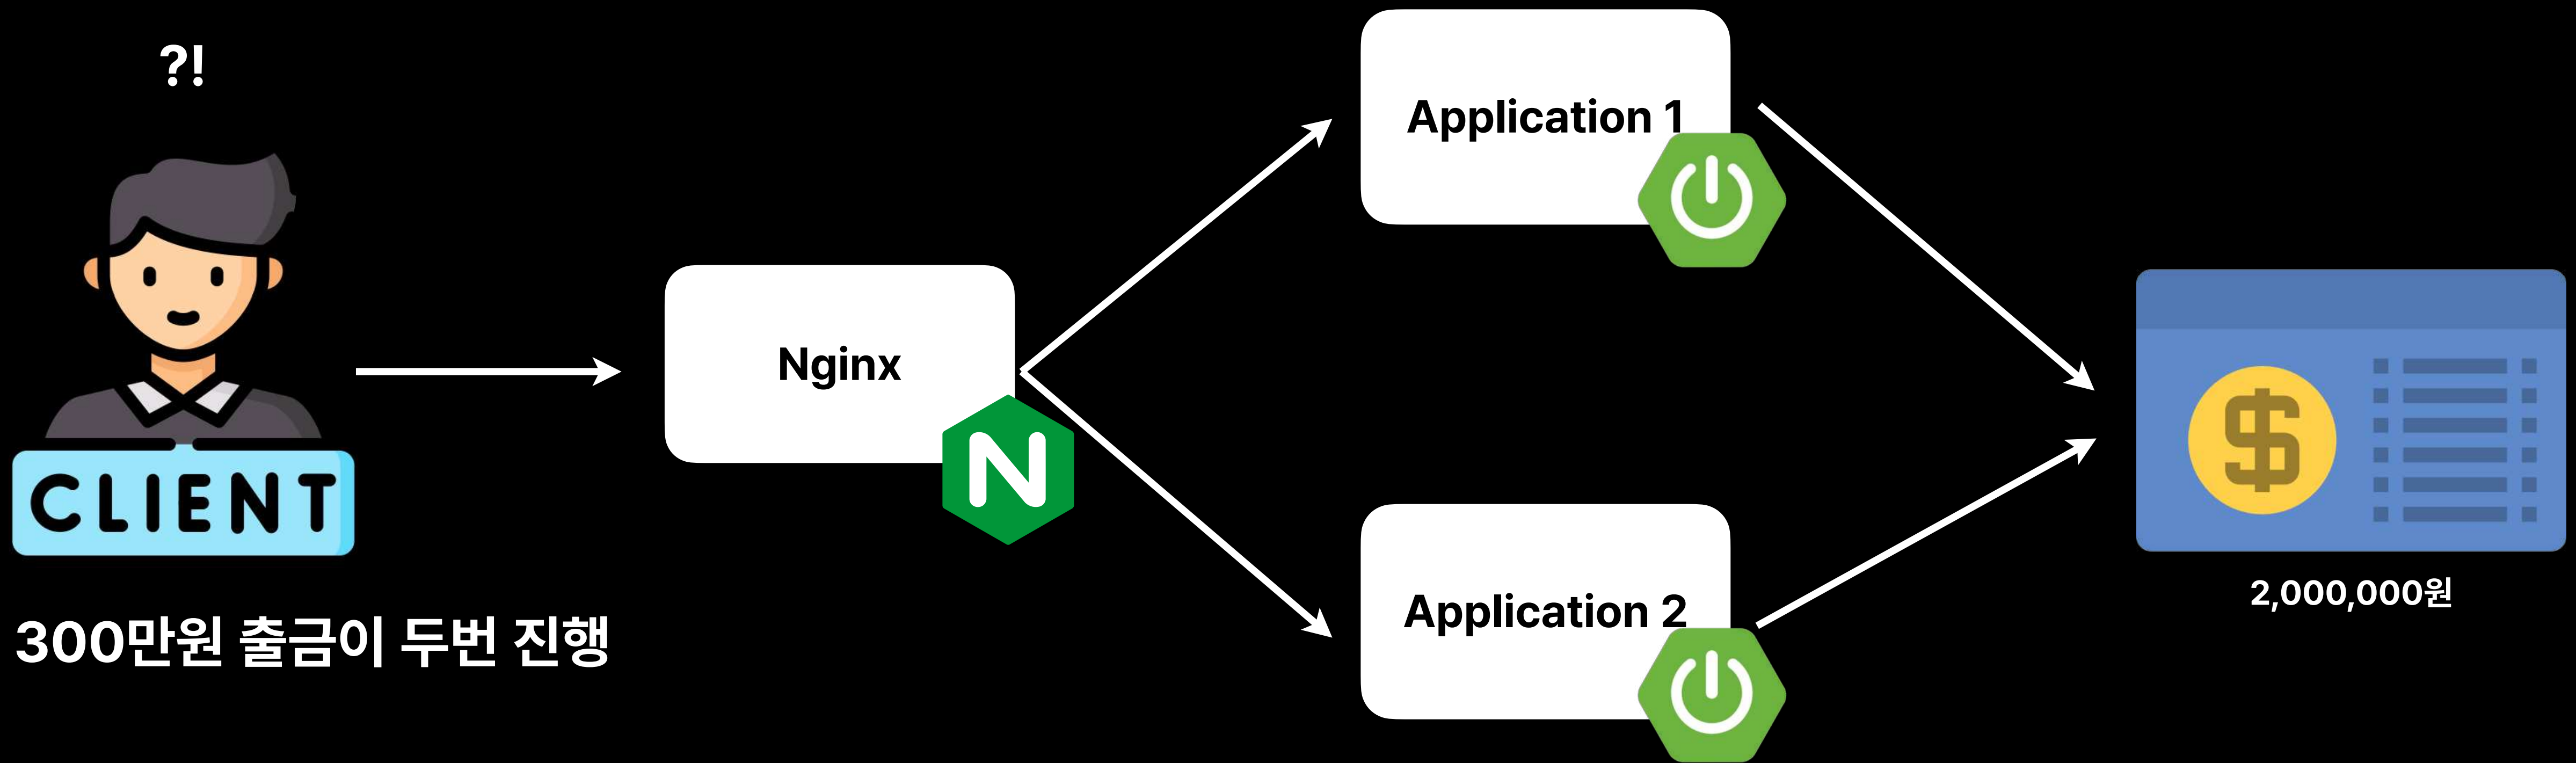 ?!
CLIENT
300만원 출금이 두번 진행
Nginx
N
Application 1
Application 2
$
2,000,000원